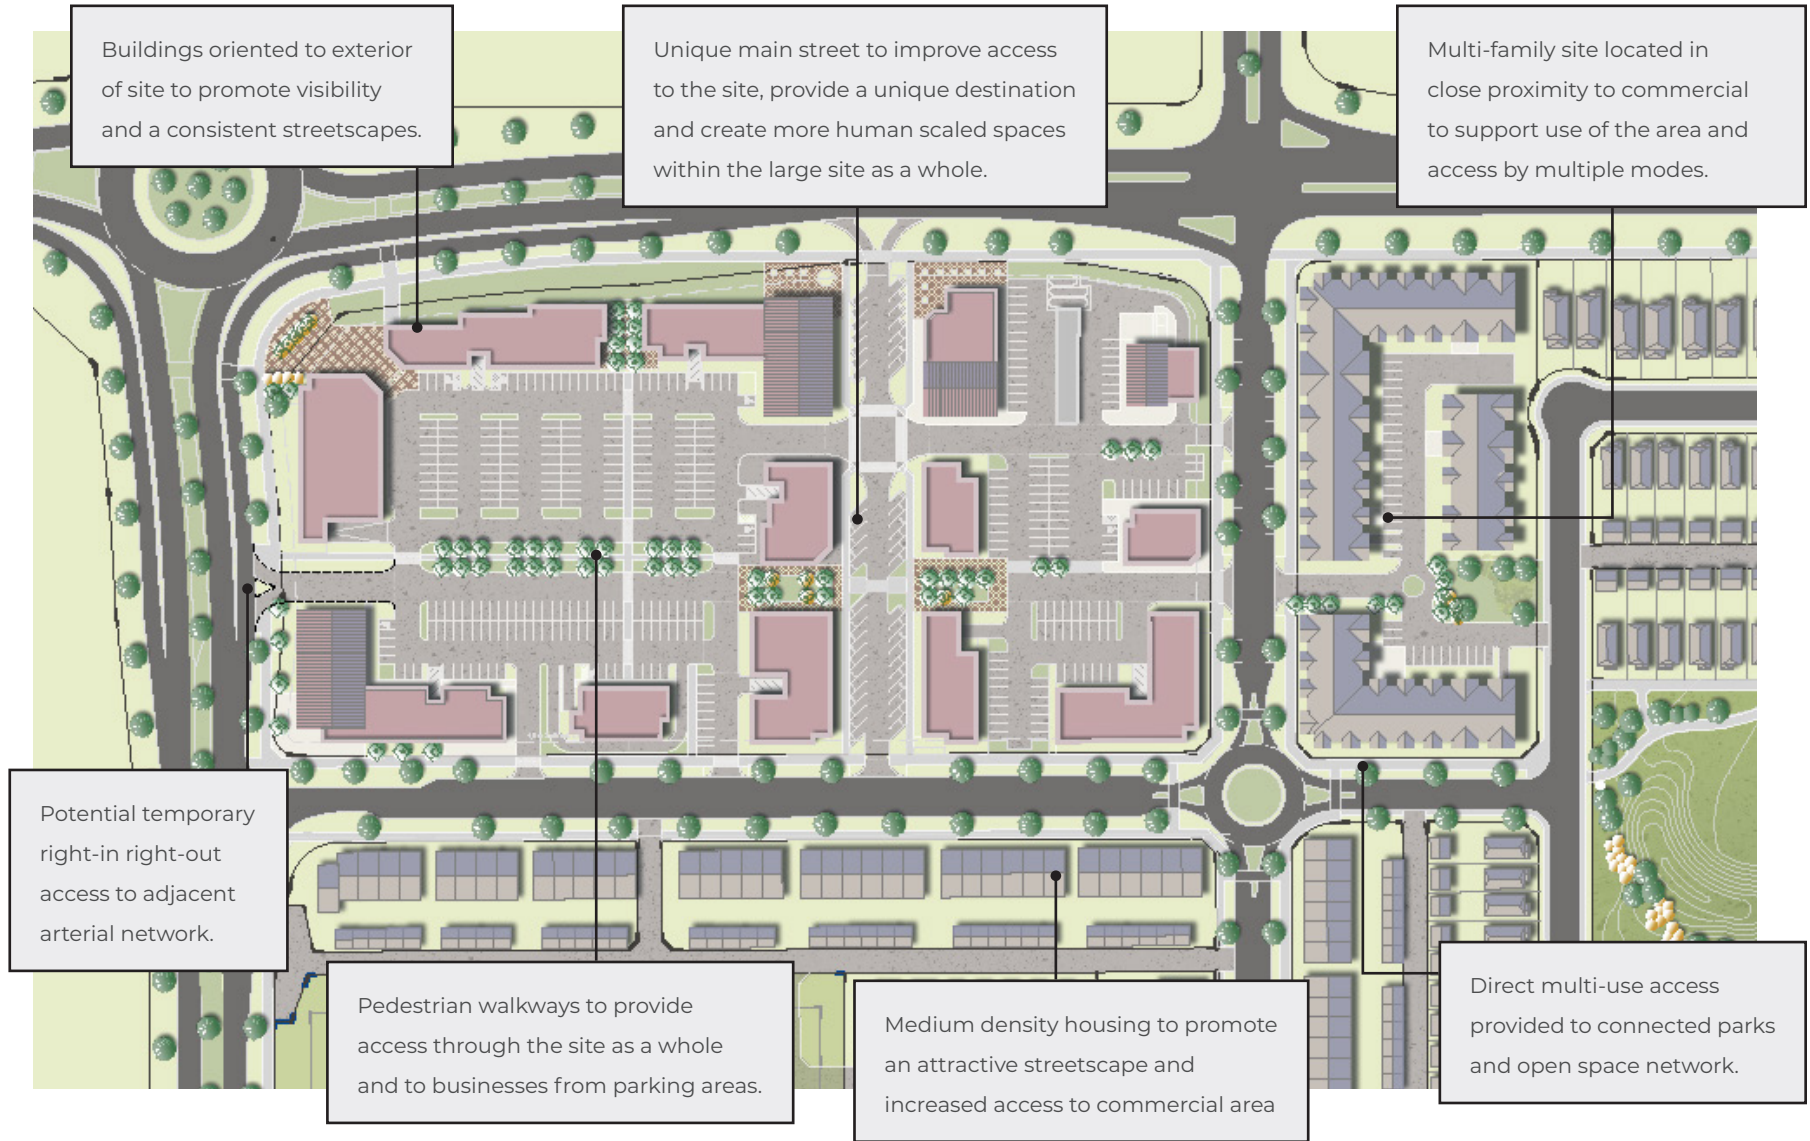 Buildings oriented to exterior
of site to promote visibility
and a consistent streetscapes.
Unique main street to improve access
to the site, provide a unique destination
and create more human scaled spaces
within the large site as a whole.
Multi-family site located in
close proximity to commercial
to support use of the area and
access by multiple modes.
Potential temporary
right-in right-out
access to adjacent
arterial network.
Pedestrian walkways to provide
access through the site as a whole
and to businesses from parking areas.
Medium density housing to promote
an attractive streetscape and
increased access to commercial area
Direct multi-use access
provided to connected parks
and open space network.